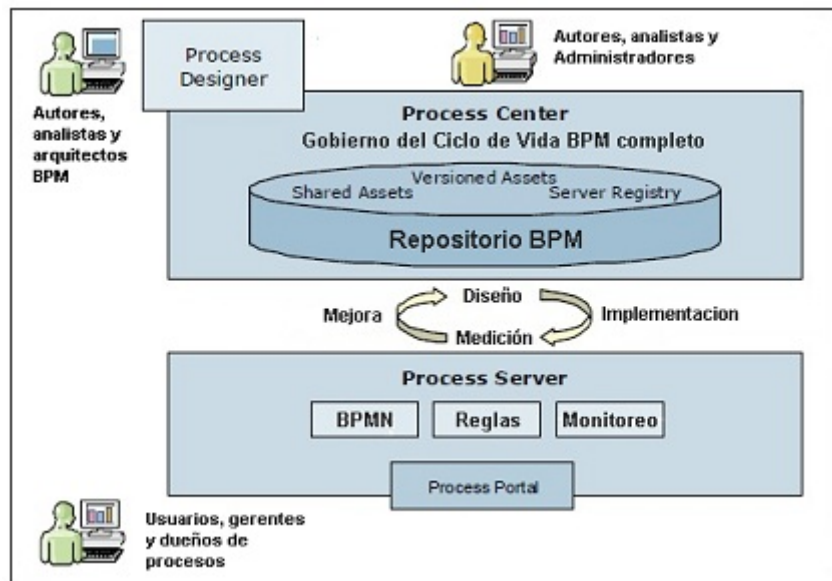 Process
Designer
Autores, analistas y
Administradores
Autores,
analistas y
arquitectos
BPM
Process Center
Gobierno del Ciclo de Vida BPM completo
Versioned Assets
Shared Assets
Server Registry
Repositorio BPM
Diseño
Mejora
Implementacion
Medición
Process Server
BPMN
Reglas
Monitoreo
Process Portal
Usuarios, gerentes
y dueños de
procesos